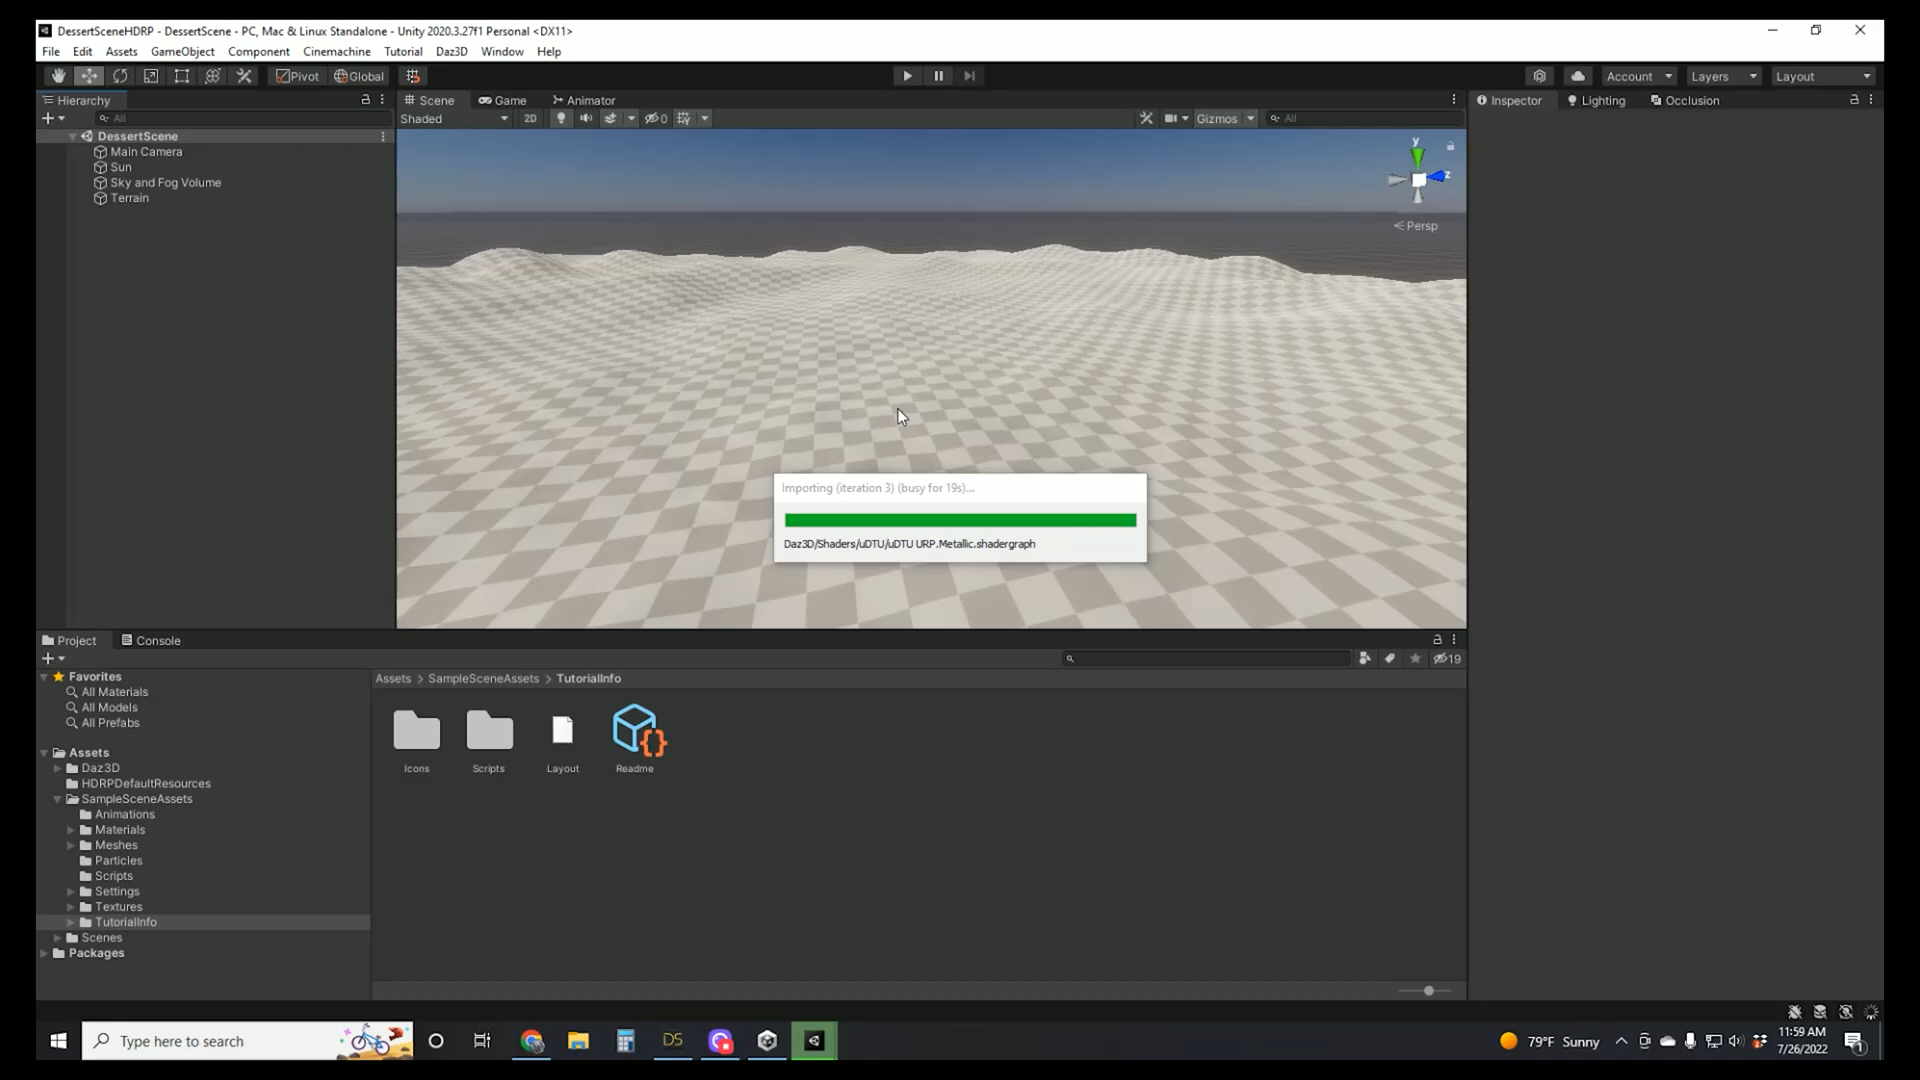 DessertSceneHDRP - DessertScene - PC, Mac & Linux Standalone - Unity 2020.3.27f1 Personal <DX11>
File Edit Assets GameObject Component Cinemachine Tutorial Daz3D Window Help
Pivot Global Account Layers Layout
Hierarchy Scene Game Animator Inspector Lighting Occlusion
All Shaded 2D 0 Gizmos All
DessertScene
Main Camera
Sun
Sky and Fog Volume
Terrain
y
z
Persp
Importing (iteration 3) (busy for 19s)...
Daz3D/Shaders/uDTU/uDTU URP.Metallic.shadergraph
Project Console
19
Favorites
All Materials
All Models
All Prefabs
Assets
Daz3D
HDRPDefaultResources
SampleSceneAssets
Animations
Materials
Meshes
Particles
Scripts
Settings
Textures
TutorialInfo
Scenes
Packages
Assets > SampleSceneAssets > TutorialInfo
Icons Scripts Layout Readme
Type here to search
DS
79°F Sunny
11:59 AM
7/26/2022
1